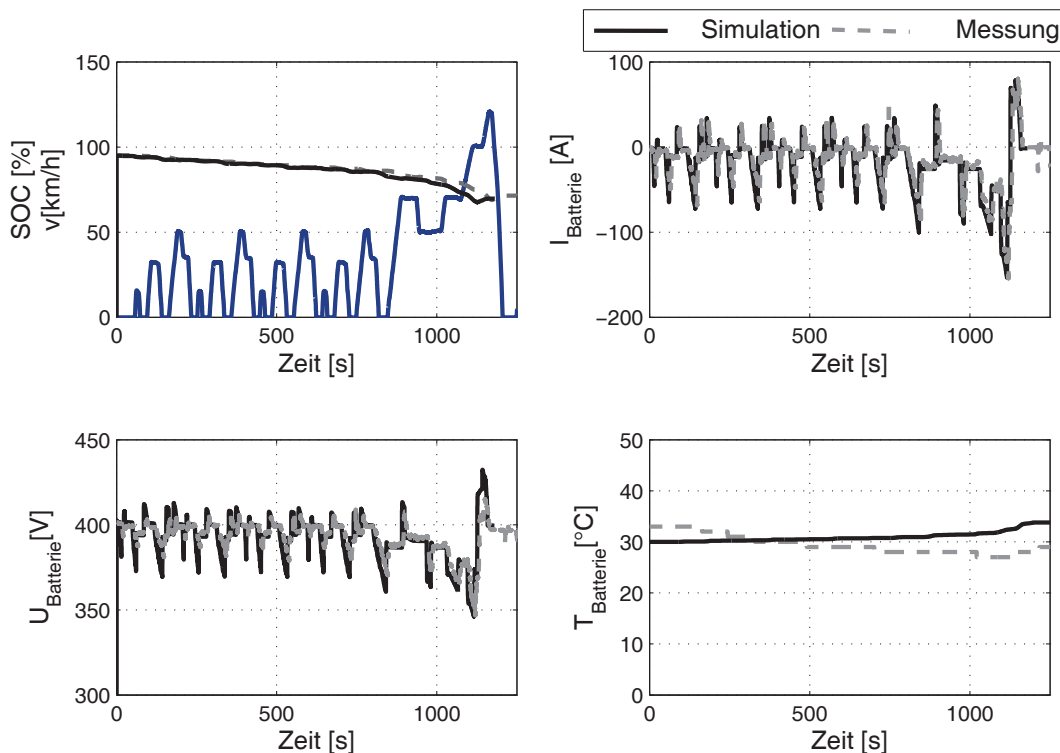 Simulation Messung
150
100
50
0
0 500 1000
SOC [%]
v[km/h]
Zeit [s]
100
0
−100
−200
0 500 1000
I_Batterie [A]
Zeit [s]
450
400
350
300
0 500 1000
U_Batterie[V]
Zeit [s]
50
40
30
20
10
0
0 500 1000
T_Batterie[°C]
Zeit [s]